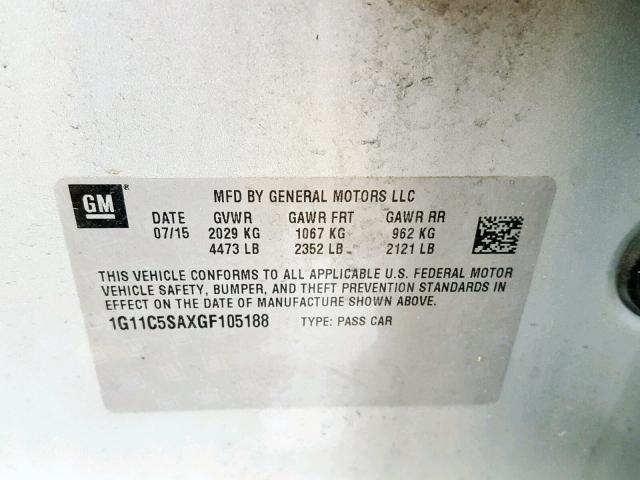 GM ®
MFD BY GENERAL MOTORS LLC
DATE GVWR GAWR FRT GAWR RR
07/15 2029 KG 1067 KG 962 KG
4473 LB 2352 LB 2121 LB
THIS VEHICLE CONFORMS TO ALL APPLICABLE U.S. FEDERAL MOTOR
VEHICLE SAFETY, BUMPER, AND THEFT PREVENTION STANDARDS IN
EFFECT ON THE DATE OF MANUFACTURE SHOWN ABOVE.
1G11C5SAXGF105188 TYPE: PASS CAR